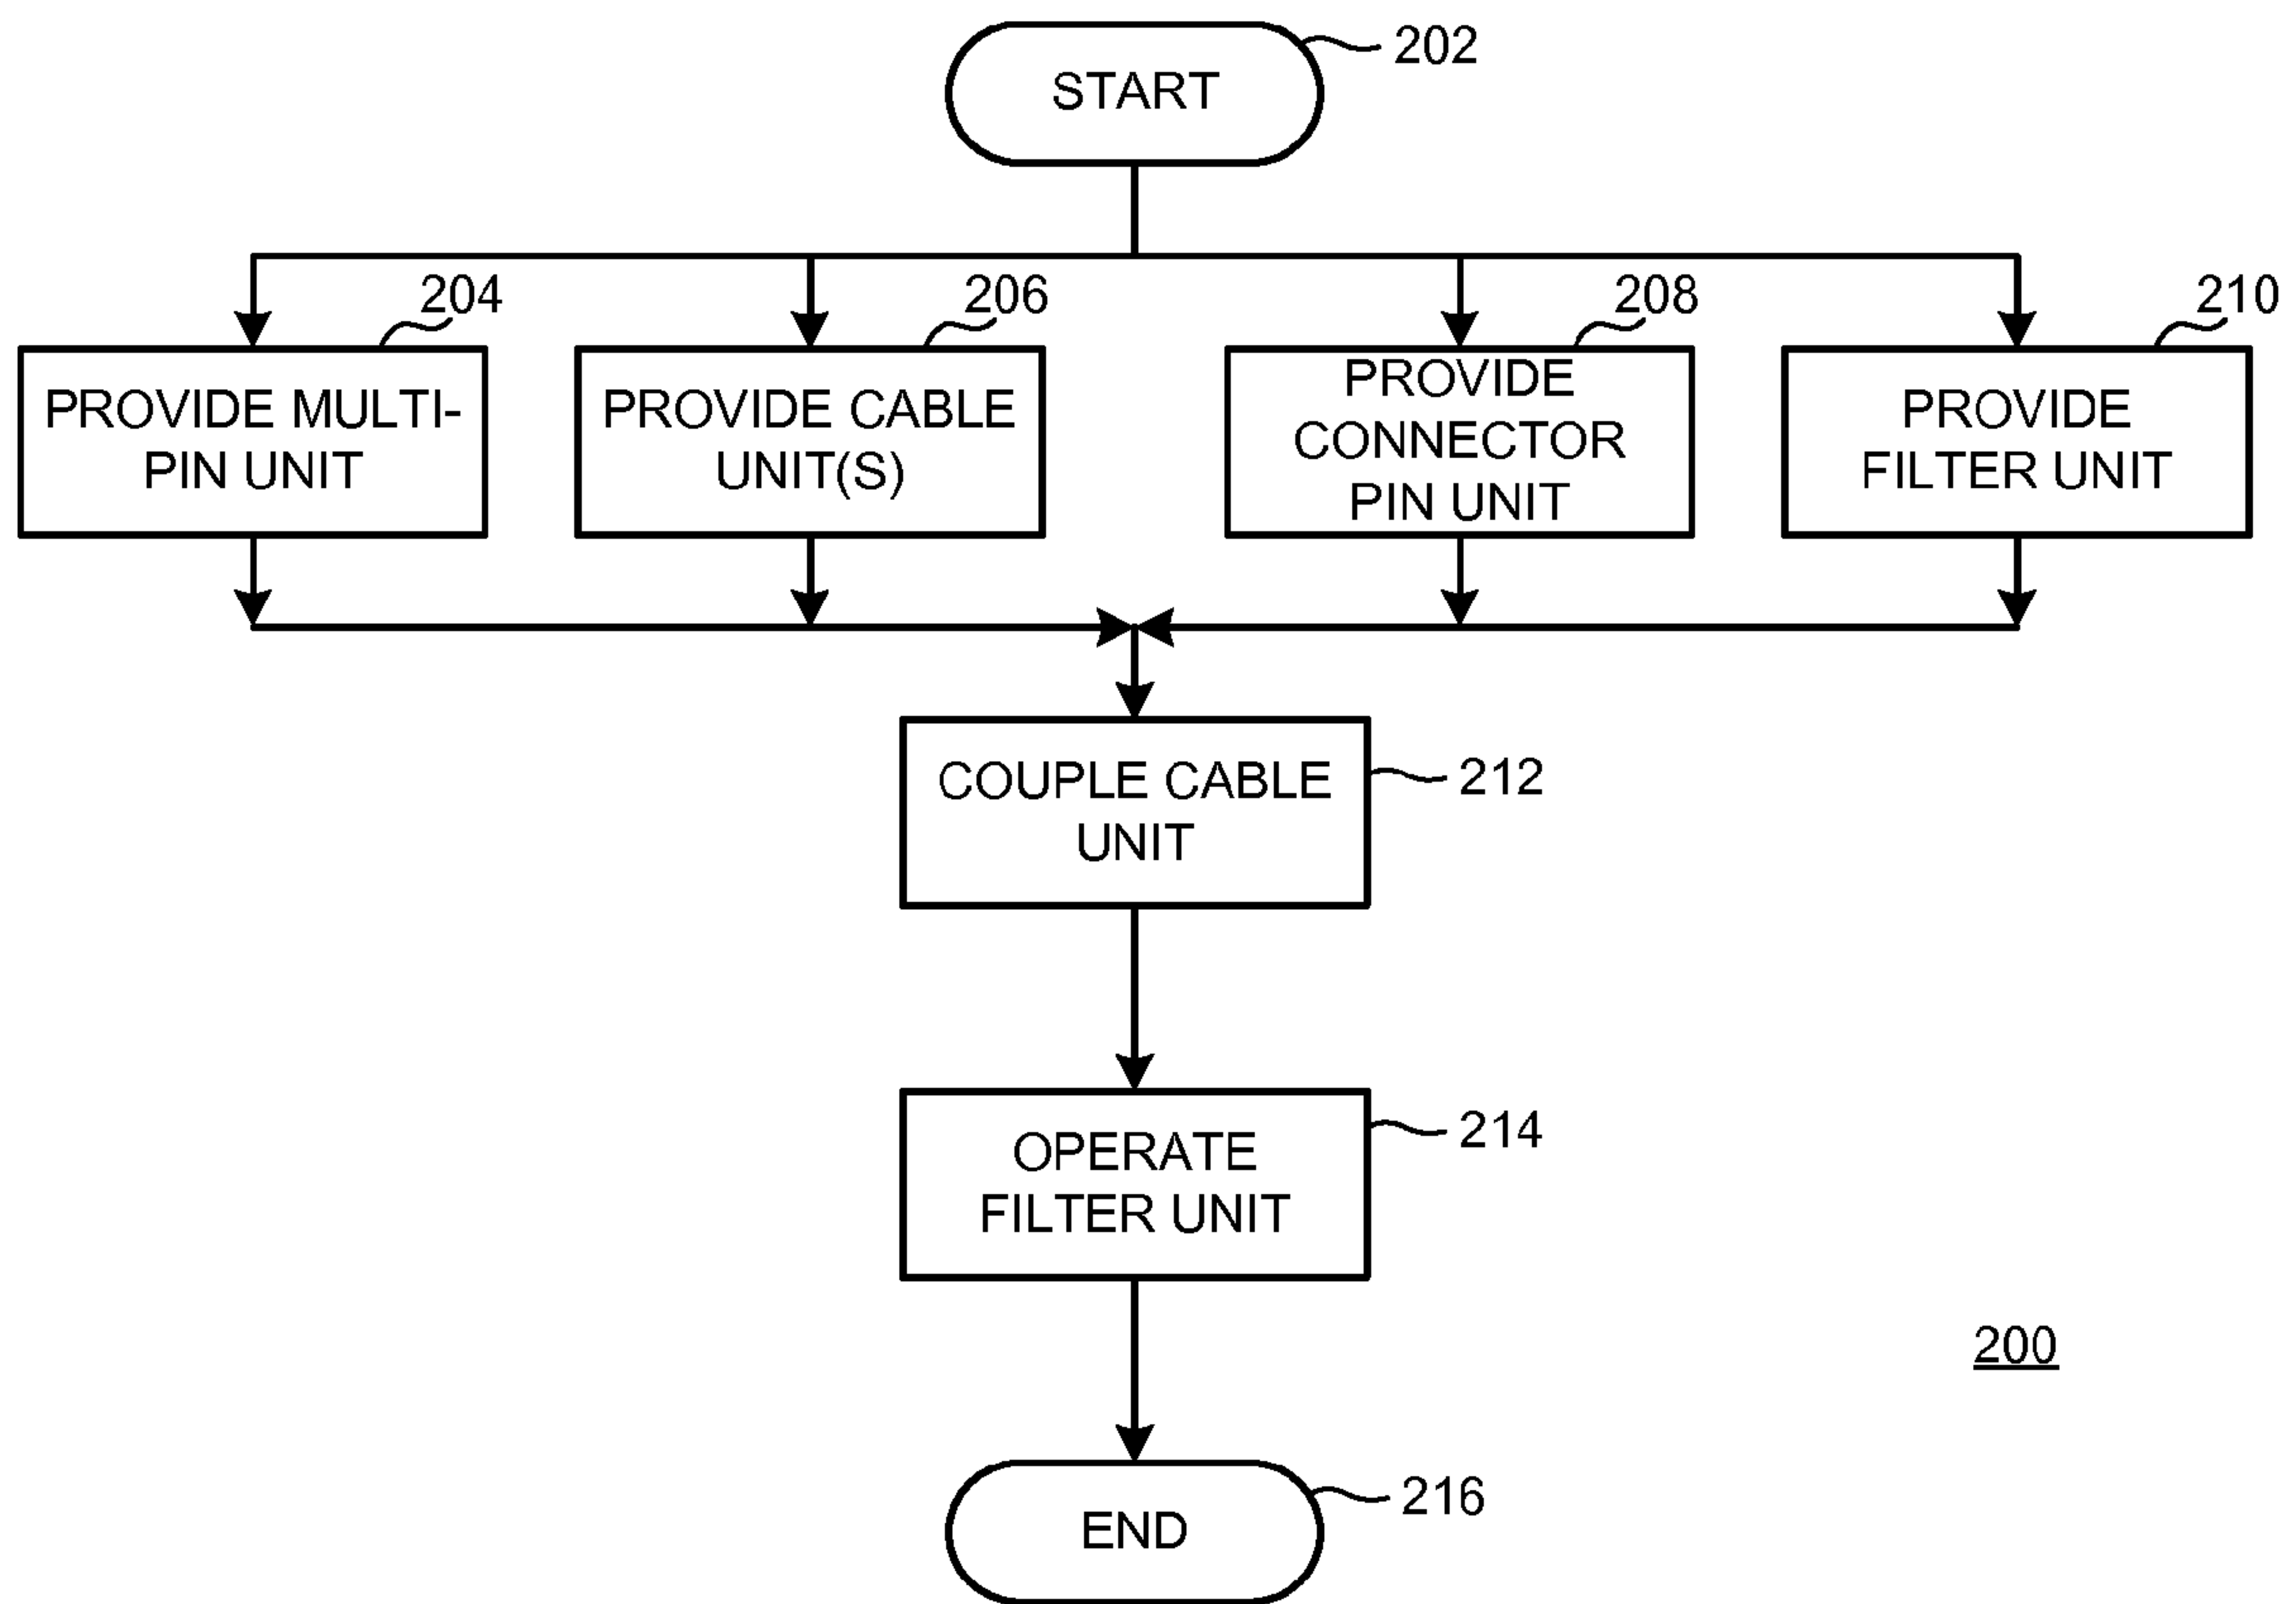 START
202
204
206
208
210
PROVIDE MULTI-
PIN UNIT
PROVIDE CABLE
UNIT(S)
PROVIDE
CONNECTOR
PIN UNIT
PROVIDE
FILTER UNIT
COUPLE CABLE
UNIT
212
OPERATE
FILTER UNIT
214
200
END
216